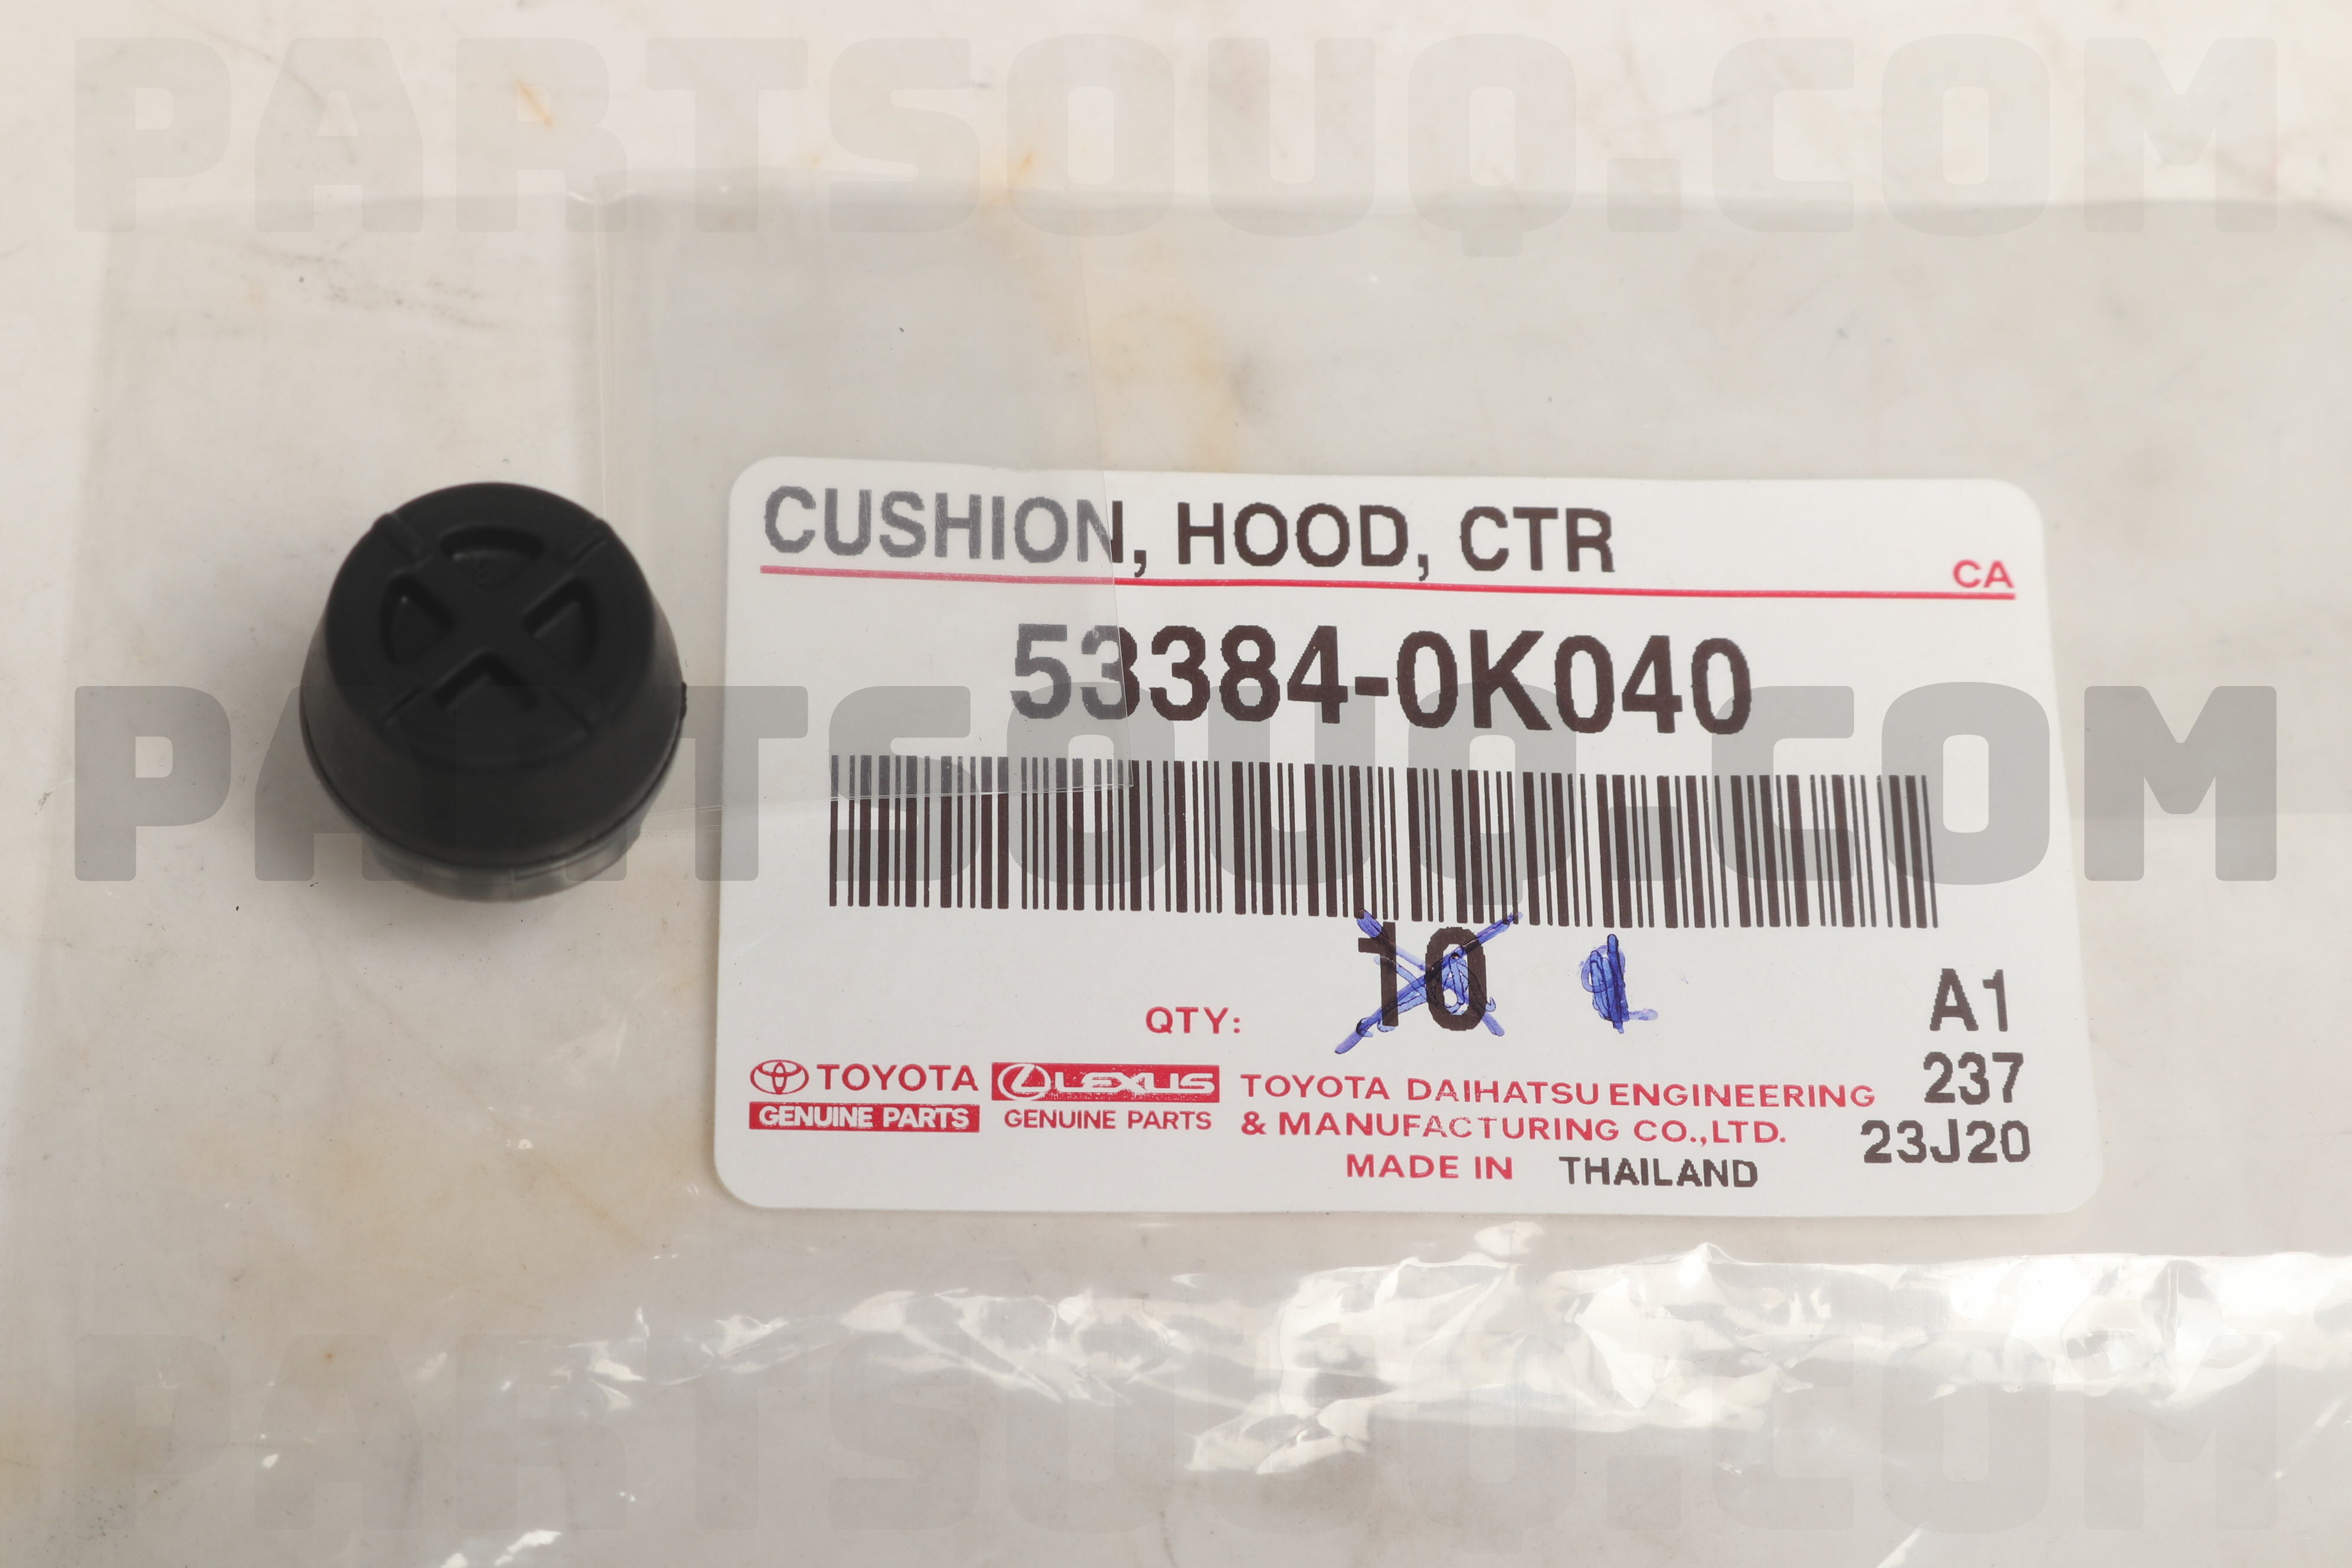 PARTSOUQ.COM
CUSHION, HOOD, CTR
CA
53384-0K040
PARTSOUQ.COM
10 1
QTY:
A1
237
23J20
TOYOTA
GENUINE PARTS
LEXUS
GENUINE PARTS
TOYOTA DAIHATSU ENGINEERING
& MANUFACTURING CO.,LTD.
MADE IN THAILAND
PARTSOUQ.COM